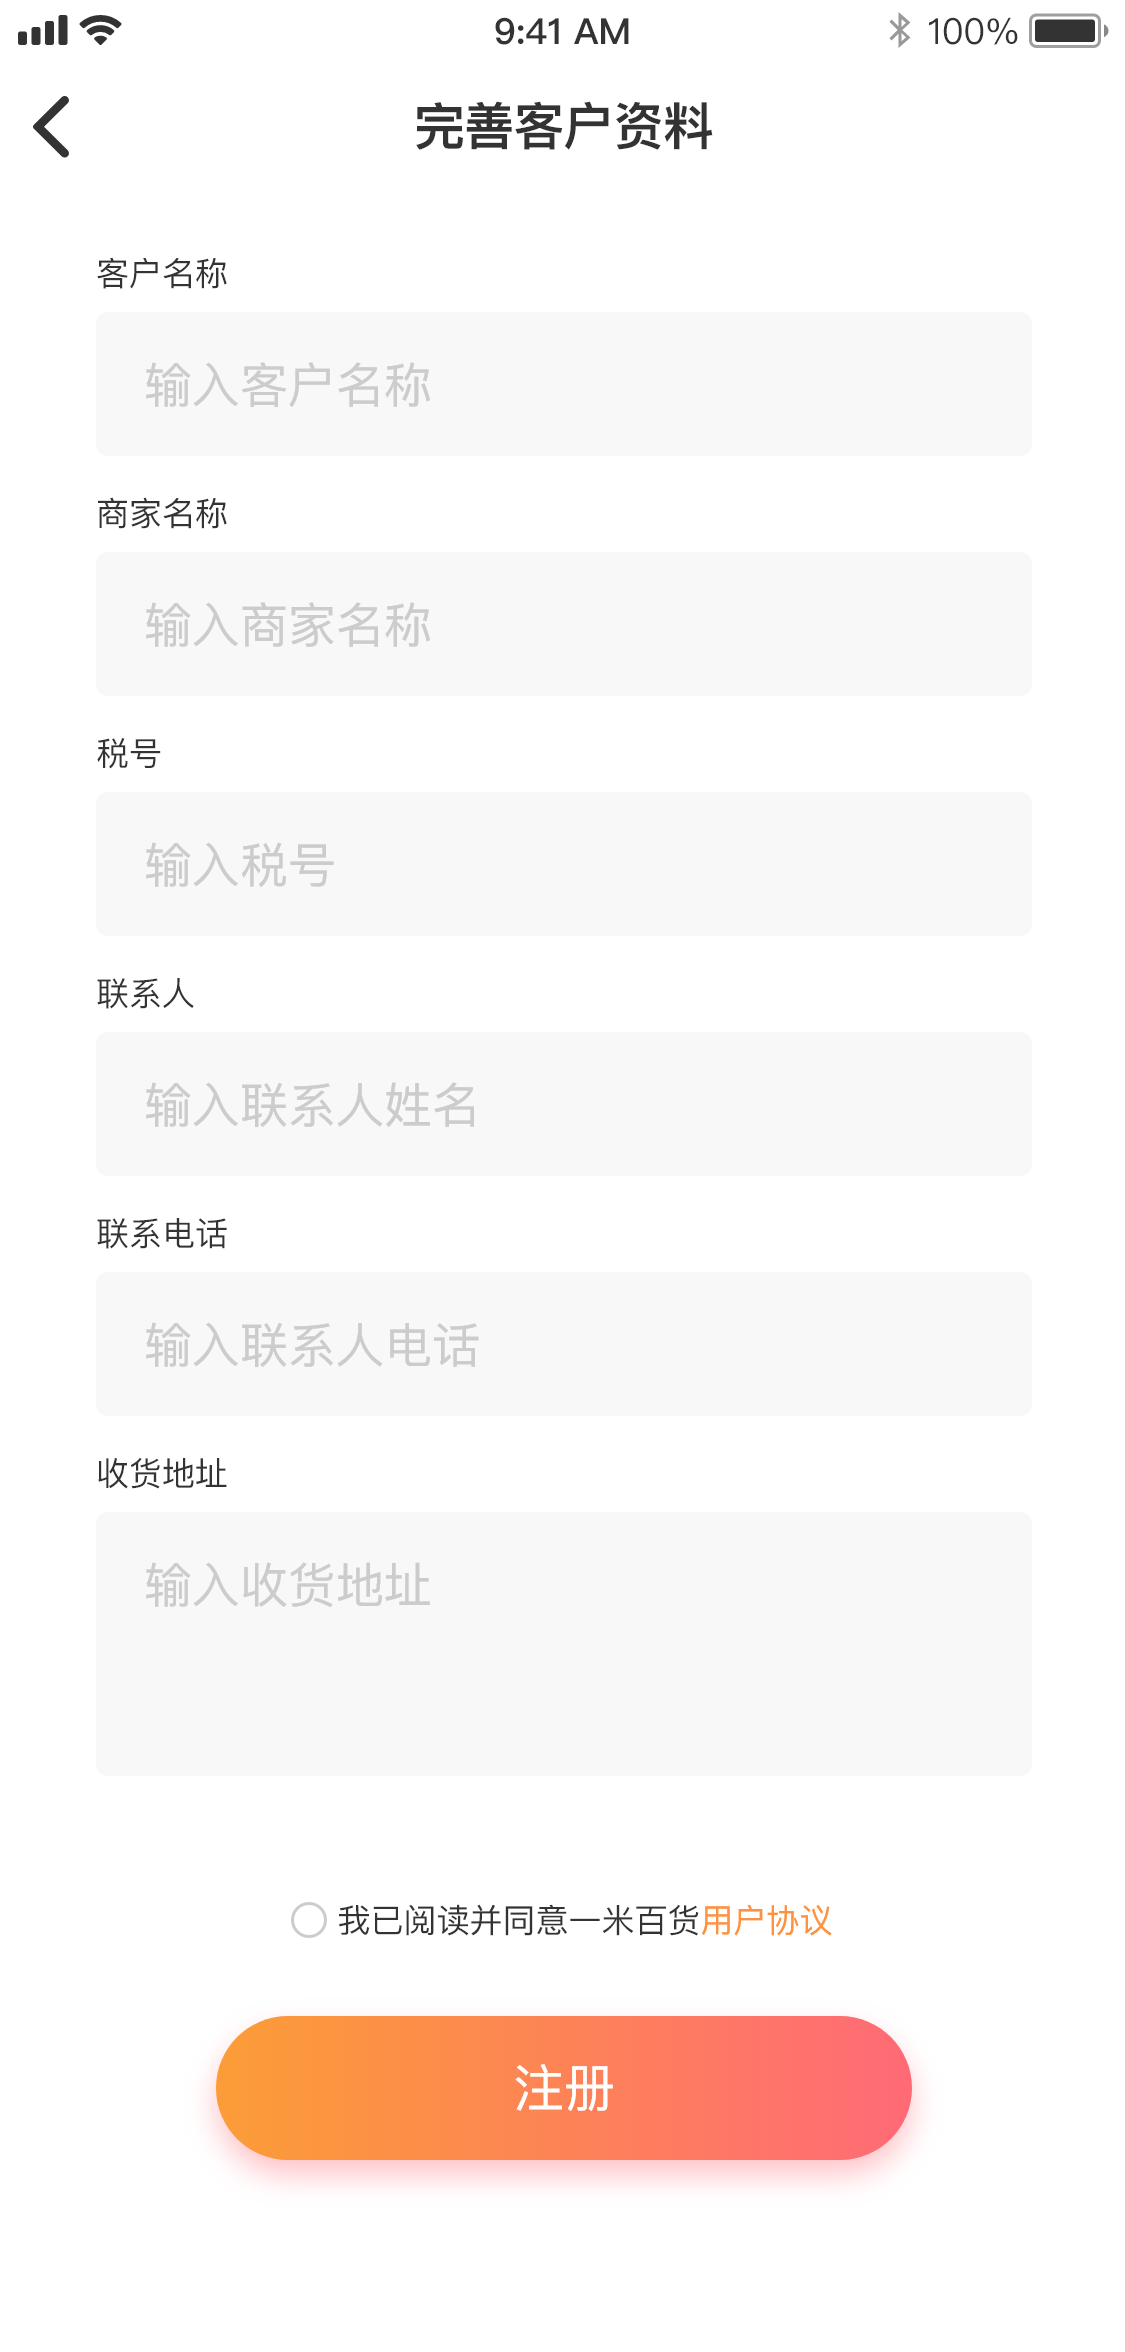 9:41 AM
100%
完善客户资料
客户名称
输入客户名称
商家名称
输入商家名称
税号
输入税号
联系人
输入联系人姓名
联系电话
输入联系人电话
收货地址
输入收货地址
我已阅读并同意一米百货用户协议
注册